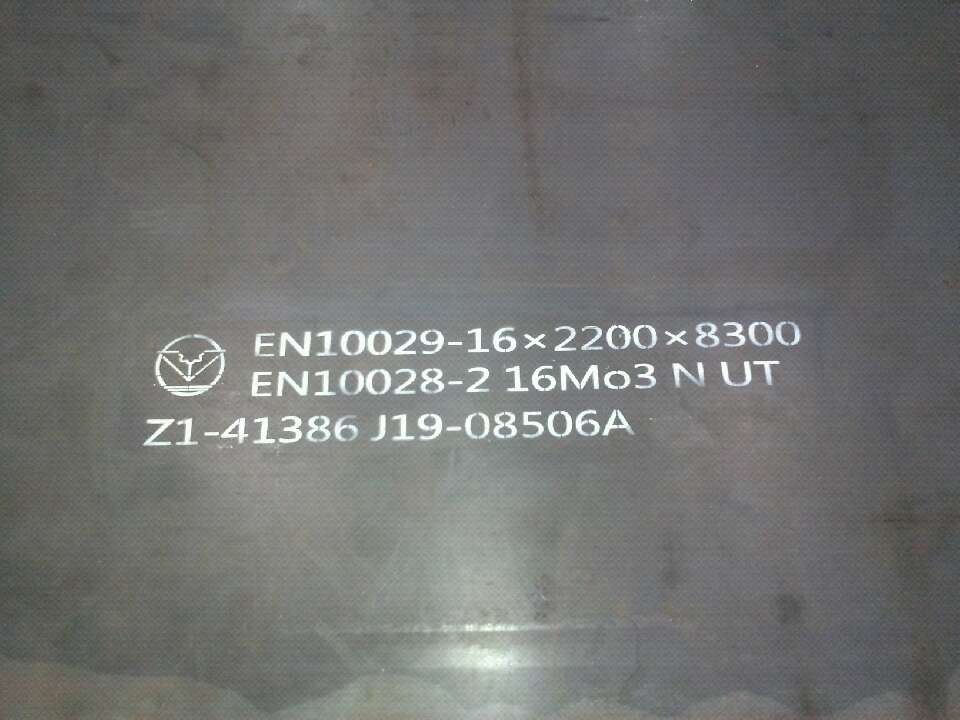 EN10029-16×2200×8300
EN10028-2 16Mo3 N UT
Z1-41386 J19-08506A